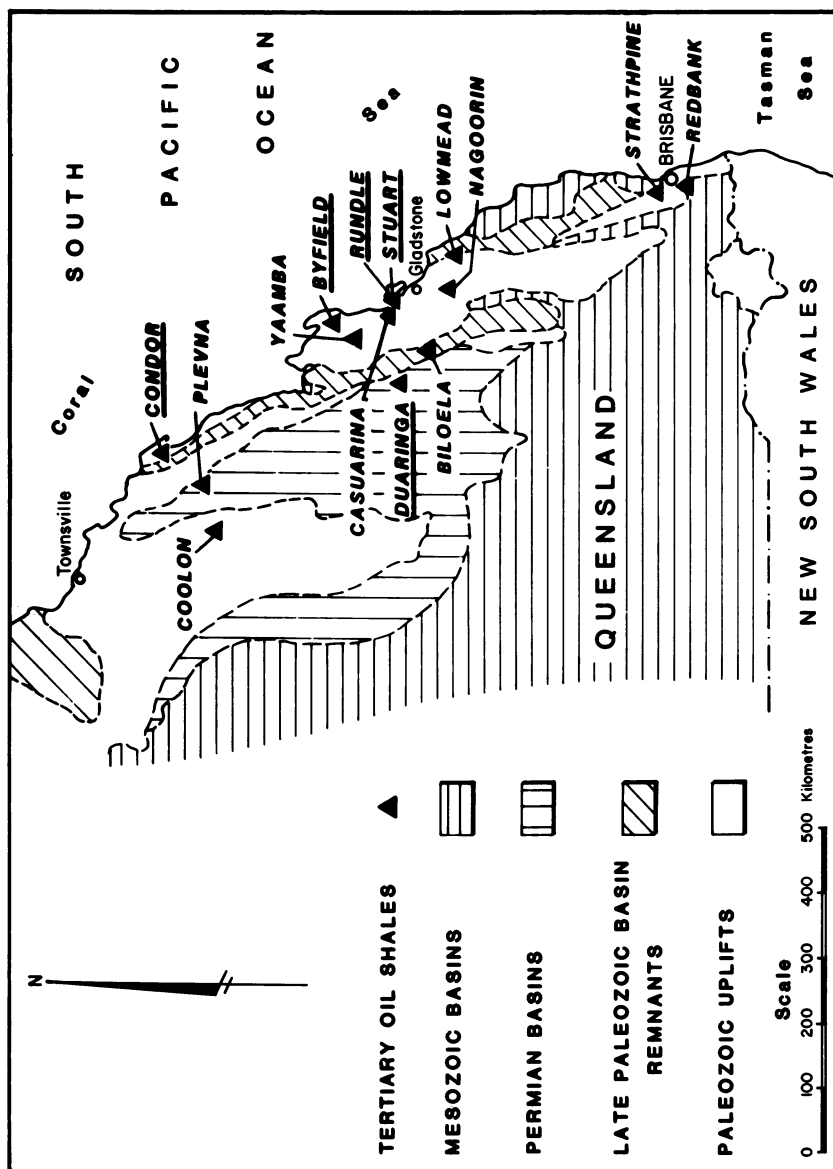 SOUTH
PACIFIC
OCEAN
Coral
Sea
Tasman
Sea
Townsville
CONDOR
PLEVNA
COOLON
YAAMBA
BYFIELD
RUNDLE
STUART
Gladstone
CASUARINA
DUARINGA
BILOELA
LOWMEAD
NAGOORIN
STRATHPINE
BRISBANE
REDBANK
QUEENSLAND
NEW SOUTH WALES
N
TERTIARY OIL SHALES
MESOZOIC BASINS
PERMIAN BASINS
LATE PALEOZOIC BASIN
REMNANTS
PALEOZOIC UPLIFTS
Scale
0 100 200 300 400 500 Kilometres